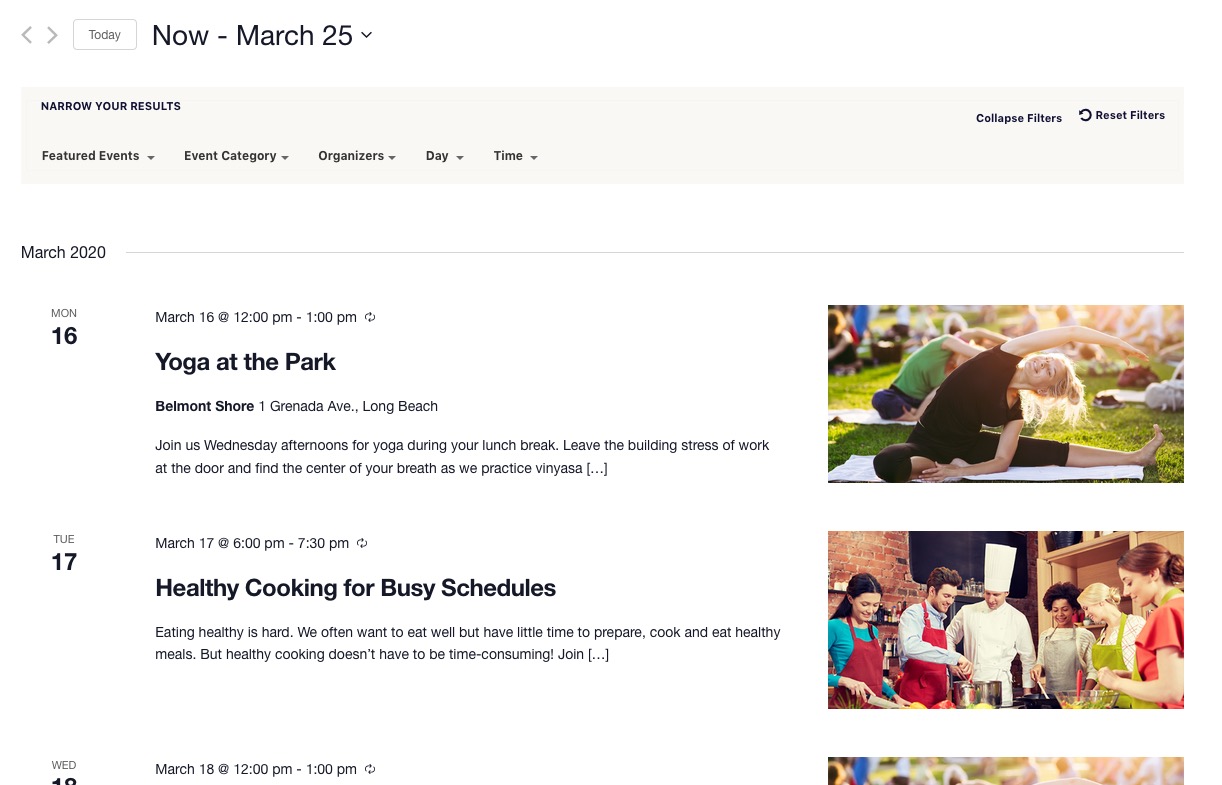 Today
Now - March 25
NARROW YOUR RESULTS
Collapse Filters
Reset Filters
Featured Events
Event Category
Organizers
Day
Time
March 2020
MON
16
March 16 @ 12:00 pm - 1:00 pm
Yoga at the Park
Belmont Shore 1 Grenada Ave., Long Beach
Join us Wednesday afternoons for yoga during your lunch break. Leave the building stress of work
at the door and find the center of your breath as we practice vinyasa […]
TUE
17
March 17 @ 6:00 pm - 7:30 pm
Healthy Cooking for Busy Schedules
Eating healthy is hard. We often want to eat well but have little time to prepare, cook and eat healthy
meals. But healthy cooking doesn’t have to be time-consuming! Join […]
WED
18
March 18 @ 12:00 pm - 1:00 pm